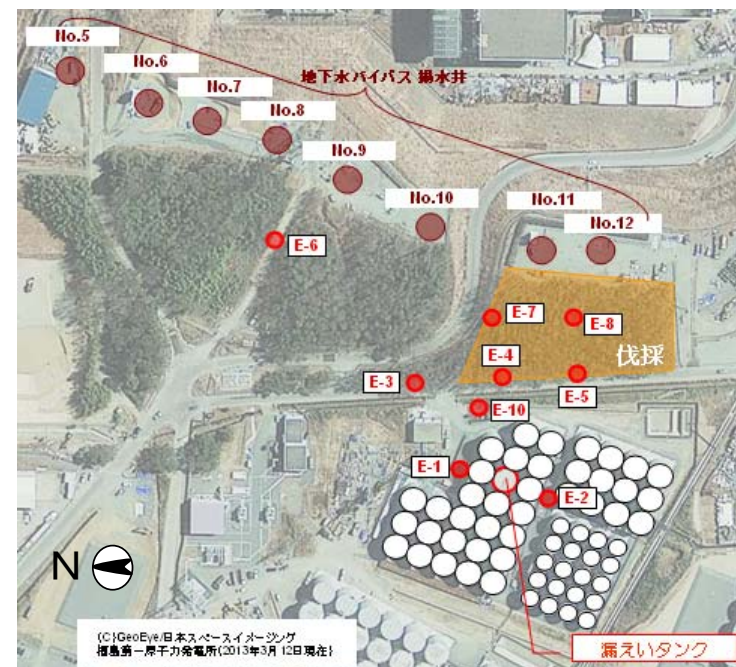 No.5
No.6
No.7
地下水バイパス 揚水井
No.8
No.9
No.10
No.11
No.12
E-6
E-7
E-8
伐採
E-4
E-3
E-5
E-10
E-1
E-2
N
(C)GeoEye/日本スペースイメージング
福島第一原子力発電所(2013年3月12日現在)
漏えいタンク